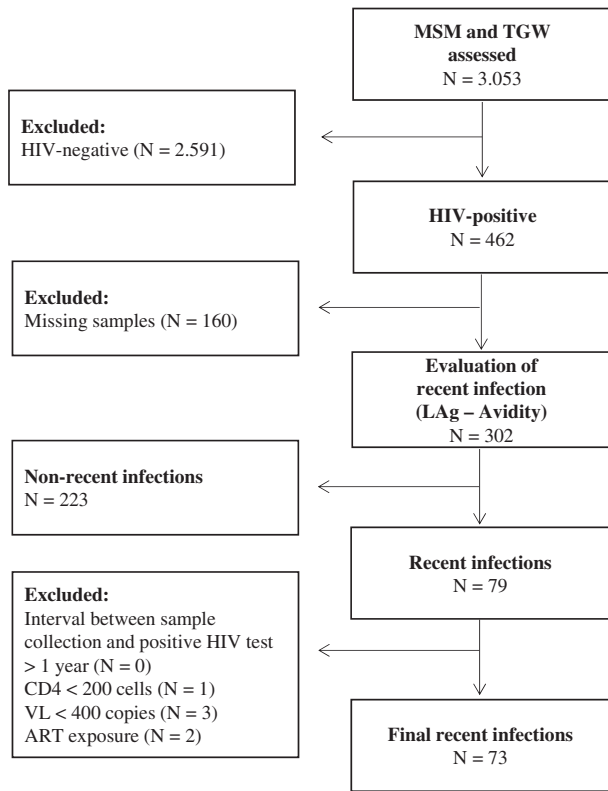 MSM and TGW
assessed
N = 3.053
Excluded:
HIV-negative (N = 2.591)
HIV-positive
N = 462
Excluded:
Missing samples (N = 160)
Evaluation of
recent infection
(LAg – Avidity)
N = 302
Non-recent infections
N = 223
Recent infections
N = 79
Excluded:
Interval between sample
collection and positive HIV test
> 1 year (N = 0)
CD4 < 200 cells (N = 1)
VL < 400 copies (N = 3)
ART exposure (N = 2)
Final recent infections
N = 73